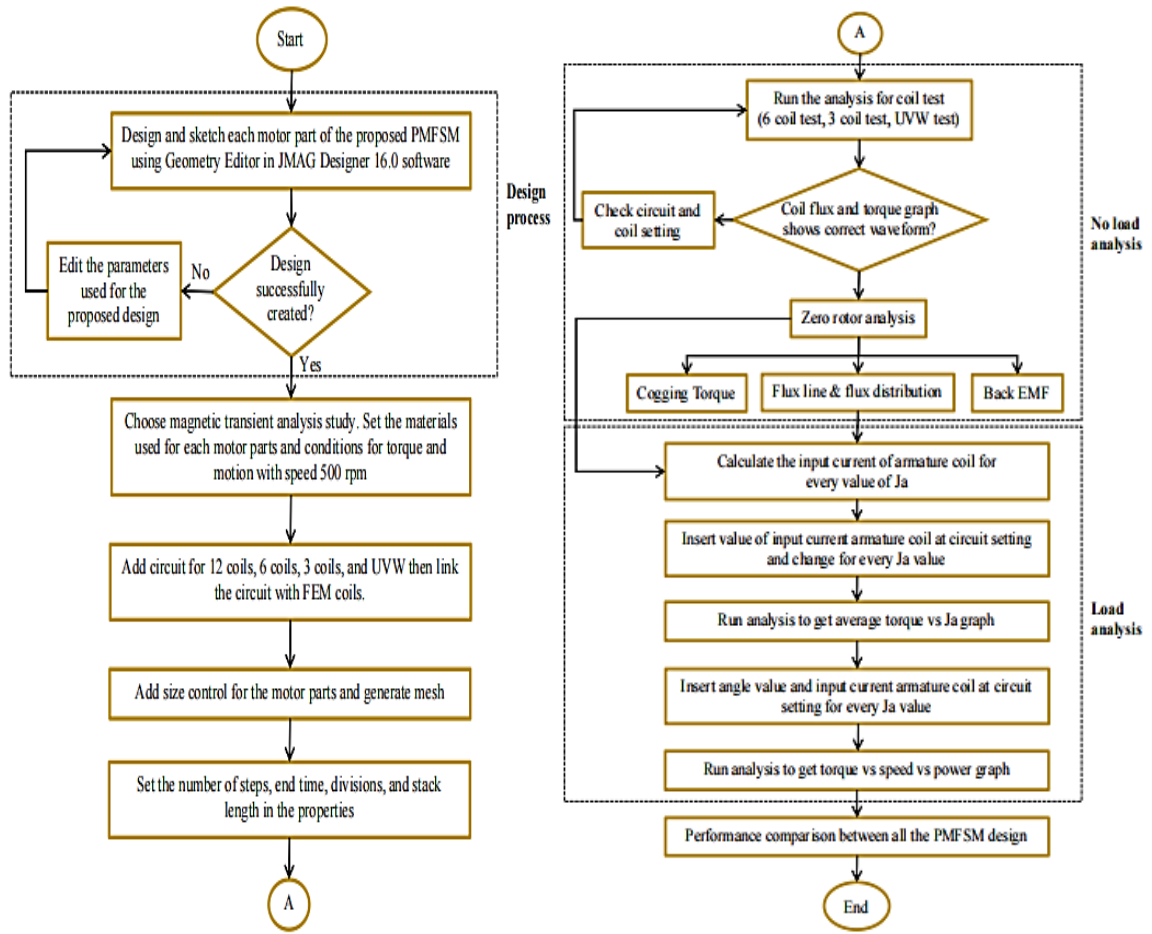 Start
Design and sketch each motor part of the proposed PMFSM
using Geometry Editor in JMAG Designer 16.0 software
Design
process
Edit the parameters
used for the
proposed design
No
Design
successfully
created?
Yes
Choose magnetic transient analysis study. Set the materials
used for each motor parts and conditions for torque and
motion with speed 500 rpm
Add circuit for 12 coils, 6 coils, 3 coils, and UVW then link
the circuit with FEM coils.
Add size control for the motor parts and generate mesh
Set the number of steps, end time, divisions, and stack
length in the properties
A
A
Run the analysis for coil test
(6 coil test, 3 coil test, UVW test)
Check circuit and
coil setting
Coil flux and torque graph
shows correct waveform?
No load
analysis
Zero rotor analysis
Cogging Torque
Flux line & flux distribution
Back EMF
Calculate the input current of armature coil for
every value of Ja
Insert value of input current armature coil at circuit setting
and change for every Ja value
Run analysis to get average torque vs Ja graph
Load
analysis
Insert angle value and input current armature coil at circuit
setting for every Ja value
Run analysis to get torque vs speed vs power graph
Performance comparison between all the PMFSM design
End